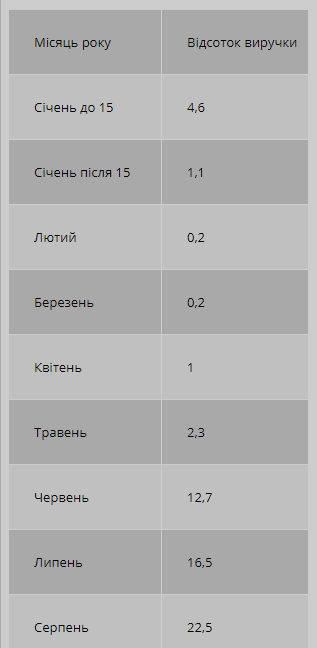 Місяць року Відсоток виручки
Січень до 15 4,6
Січень після 15 1,1
Лютий 0,2
Березень 0,2
Квітень 1
Травень 2,3
Червень 12,7
Липень 16,5
Серпень 22,5